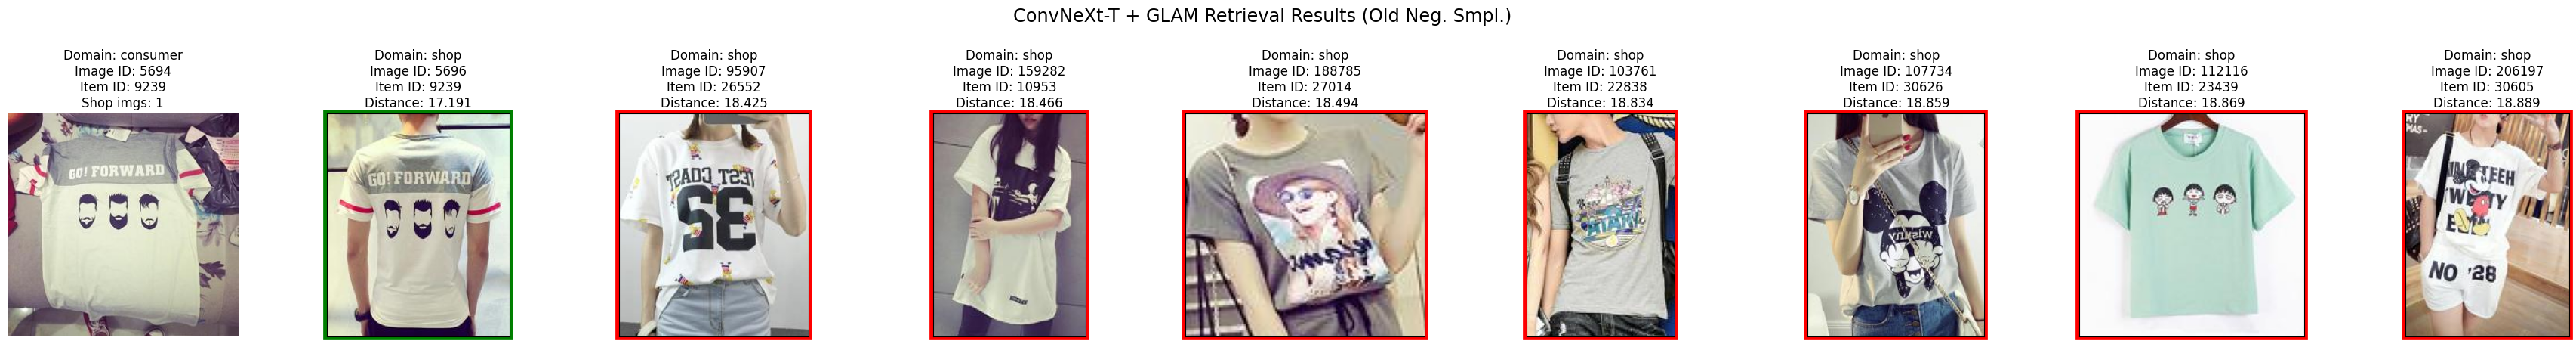 ConvNeXt-T + GLAM Retrieval Results (Old Neg. Smpl.)
Domain: consumer
Image ID: 5694
Item ID: 9239
Shop imgs: 1
GO! FORWARD
Domain: shop
Image ID: 5696
Item ID: 9239
Distance: 17.191
GO! FORWARD
Domain: shop
Image ID: 95907
Item ID: 26552
Distance: 18.425
WEST COAST
32
Domain: shop
Image ID: 159282
Item ID: 10953
Distance: 18.466
Domain: shop
Image ID: 188785
Item ID: 27014
Distance: 18.494
Domain: shop
Image ID: 103761
Item ID: 22838
Distance: 18.834
Domain: shop
Image ID: 107734
Item ID: 30626
Distance: 18.859
Domain: shop
Image ID: 112116
Item ID: 23439
Distance: 18.869
Domain: shop
Image ID: 206197
Item ID: 30605
Distance: 18.889
NO 28